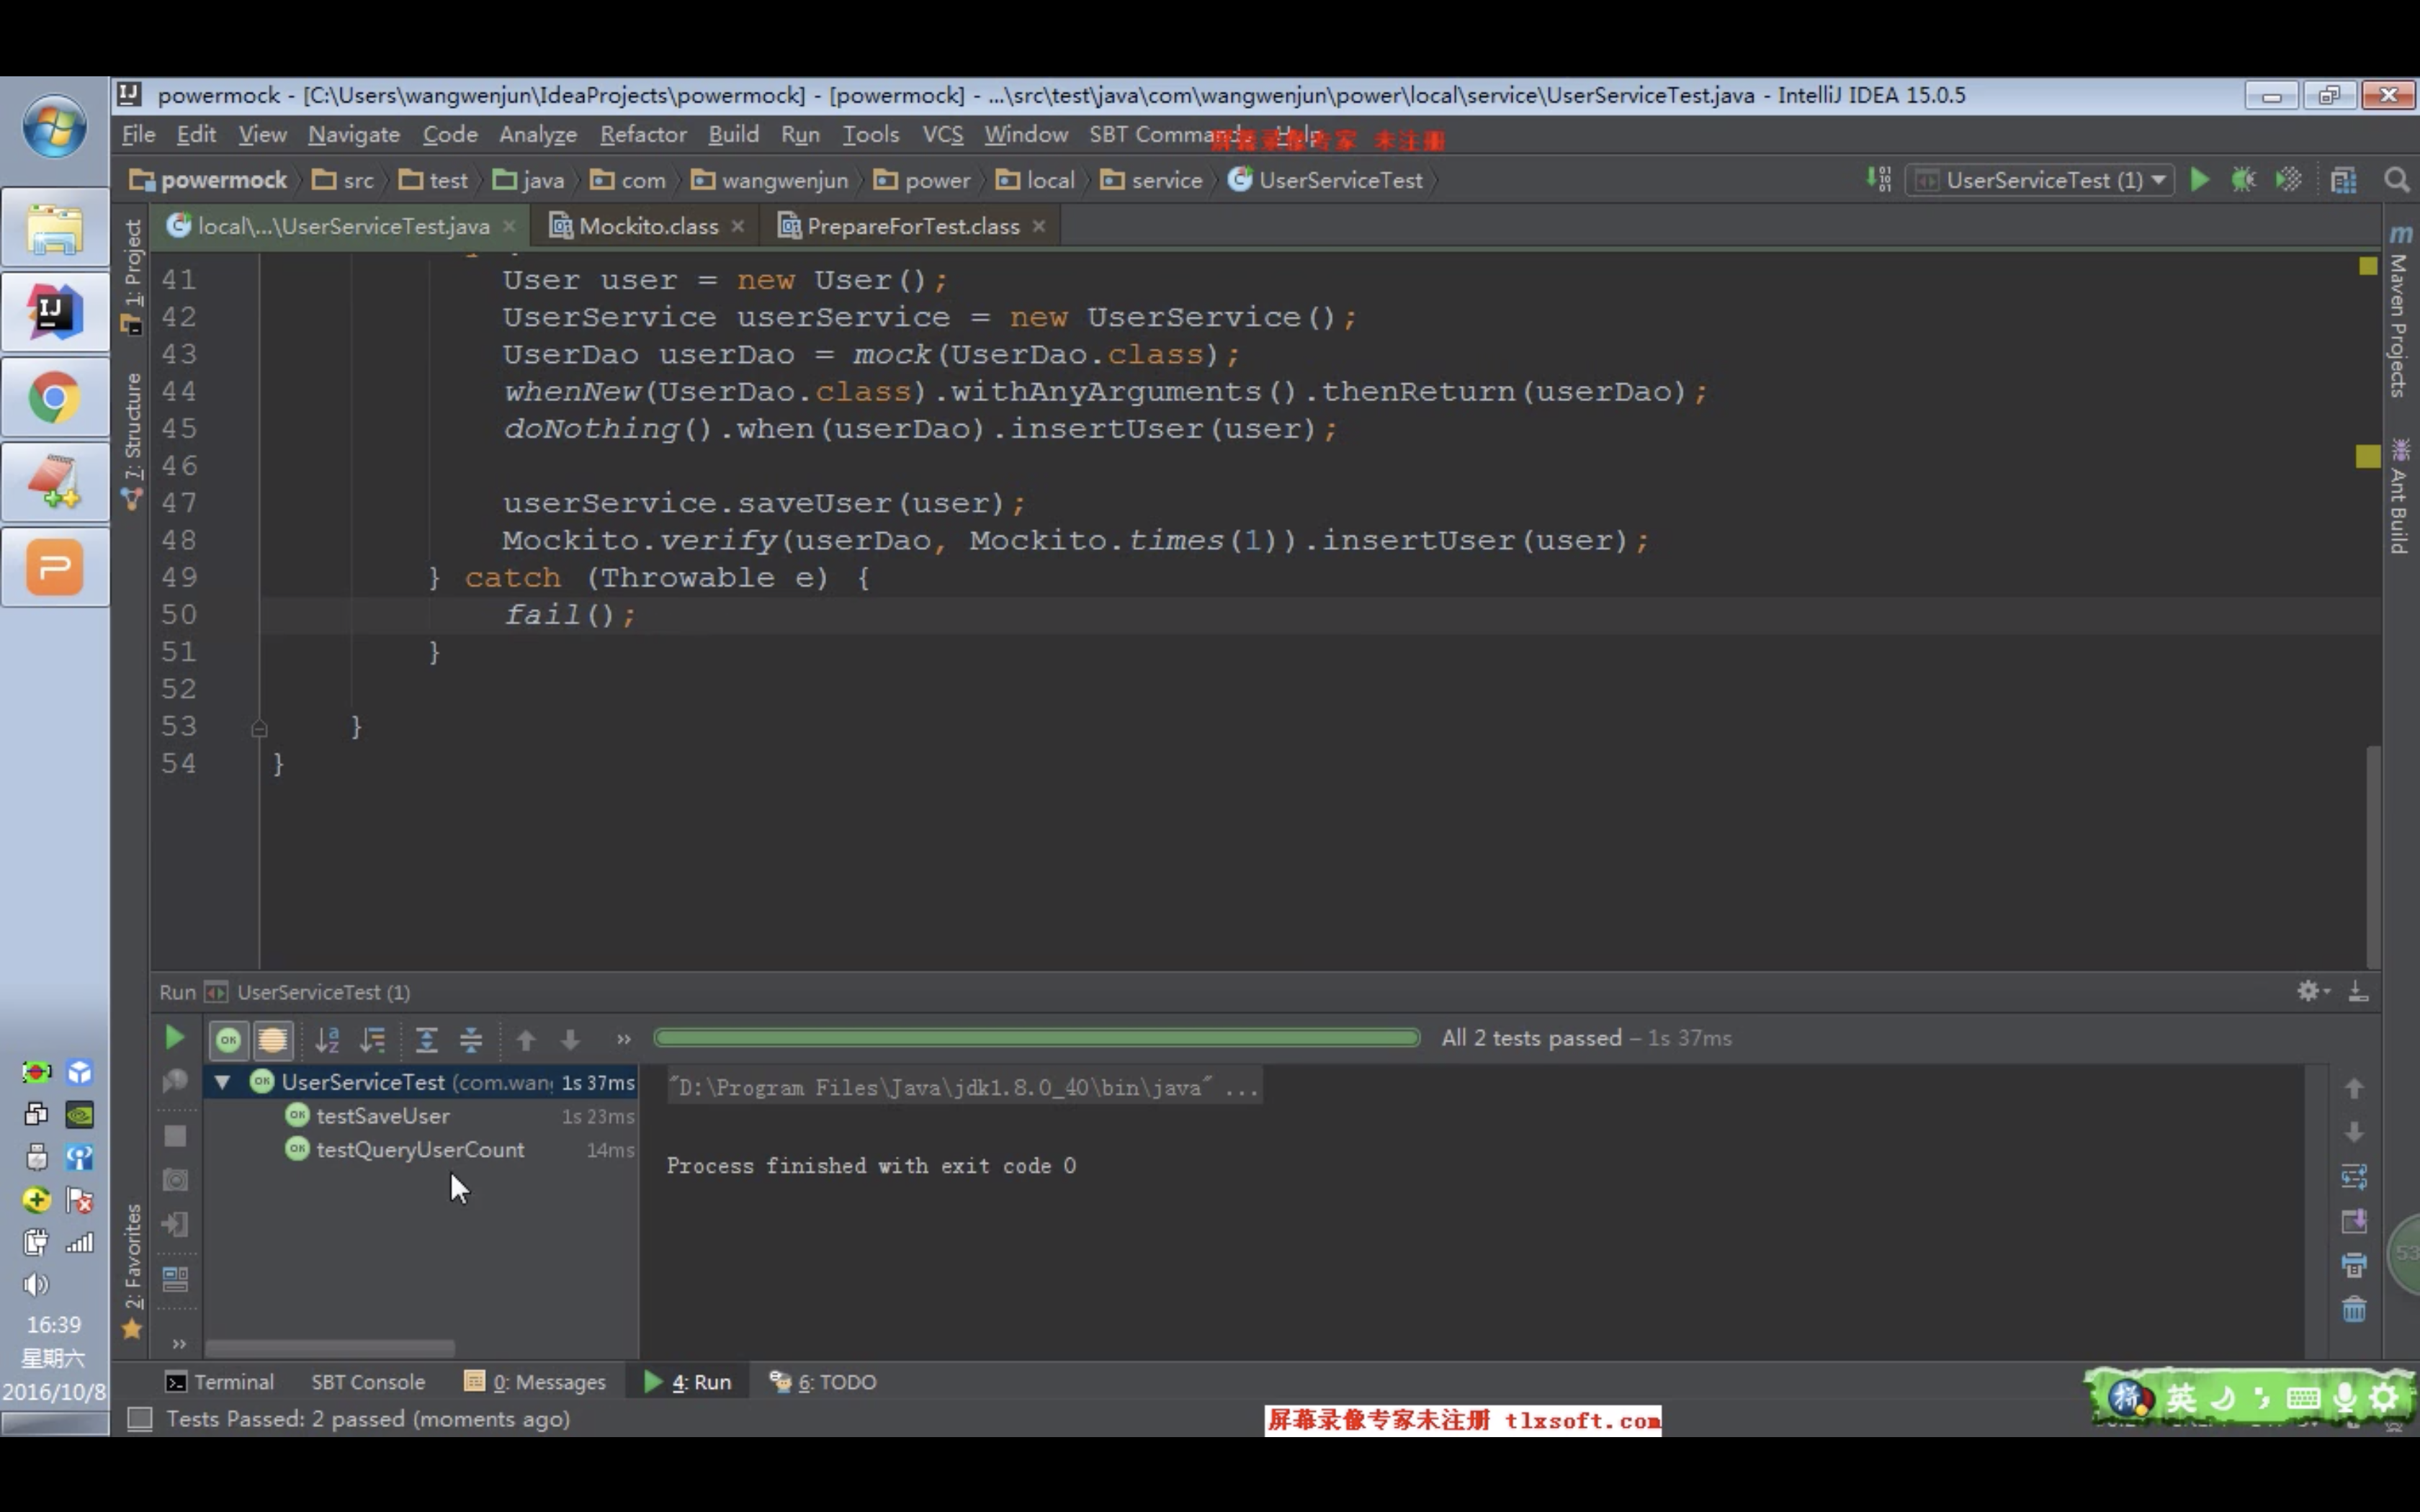 powermock - [C:\Users\wangwenjun\IdeaProjects\powermock] - [powermock] - ...\src\test\java\com\wangwenjun\power\local\service\UserServiceTest.java - IntelliJ IDEA 15.0.5
File Edit View Navigate Code Analyze Refactor Build Run Tools VCS Window SBT Commands Help
屏幕录像专家 未注册
powermock src test java com wangwenjun power local service UserServiceTest
UserServiceTest (1)
local\...\UserServiceTest.java Mockito.class PrepareForTest.class
1: Project
7: Structure
2: Favorites
Maven Projects
Ant Build
41 User user = new User();
42 UserService userService = new UserService();
43 UserDao userDao = mock(UserDao.class);
44 whenNew(UserDao.class).withAnyArguments().thenReturn(userDao);
45 doNothing().when(userDao).insertUser(user);
46
47 userService.saveUser(user);
48 Mockito.verify(userDao, Mockito.times(1)).insertUser(user);
49 } catch (Throwable e) {
50 fail();
51 }
52
53 }
54 }
Run UserServiceTest (1)
All 2 tests passed – 1s 37ms
UserServiceTest (com.wan 1s 37ms
testSaveUser 1s 23ms
testQueryUserCount 14ms
"D:\Program Files\Java\jdk1.8.0_40\bin\java" ...
Process finished with exit code 0
53
16:39
星期六
2016/10/8
Terminal SBT Console 0: Messages 4: Run 6: TODO
Tests Passed: 2 passed (moments ago)
屏幕录像专家未注册 tlxsoft.com
拼 英